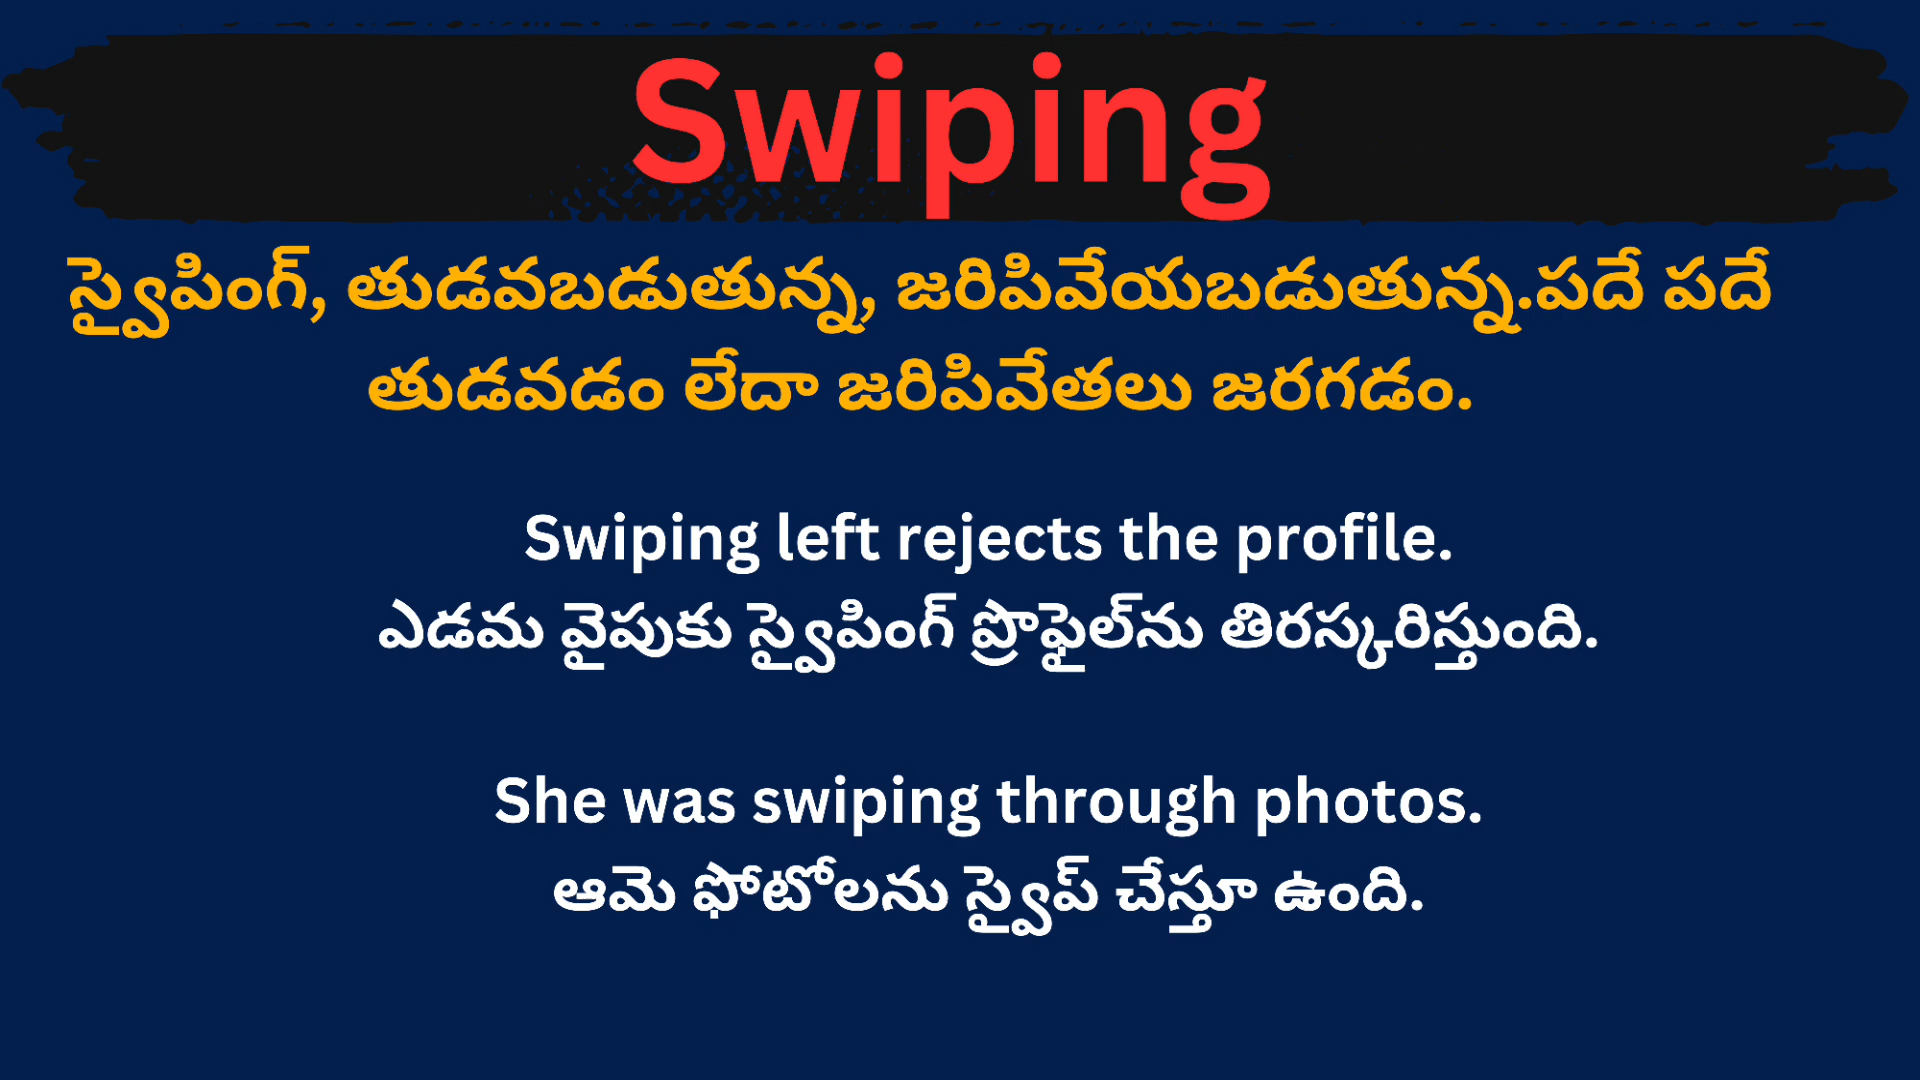 Swiping
స్వైపింగ్, తుడవబడుతున్న, జరిపివేయబడుతున్న.పదే పదే
తుడవడం లేదా జరిపివేతలు జరగడం.
Swiping left rejects the profile.
ఎడమ వైపుకు స్వైపింగ్ ప్రొఫైల్‌ను తిరస్కరిస్తుంది.
She was swiping through photos.
ఆమె ఫోటోలను స్వైప్ చేస్తూ ఉంది.